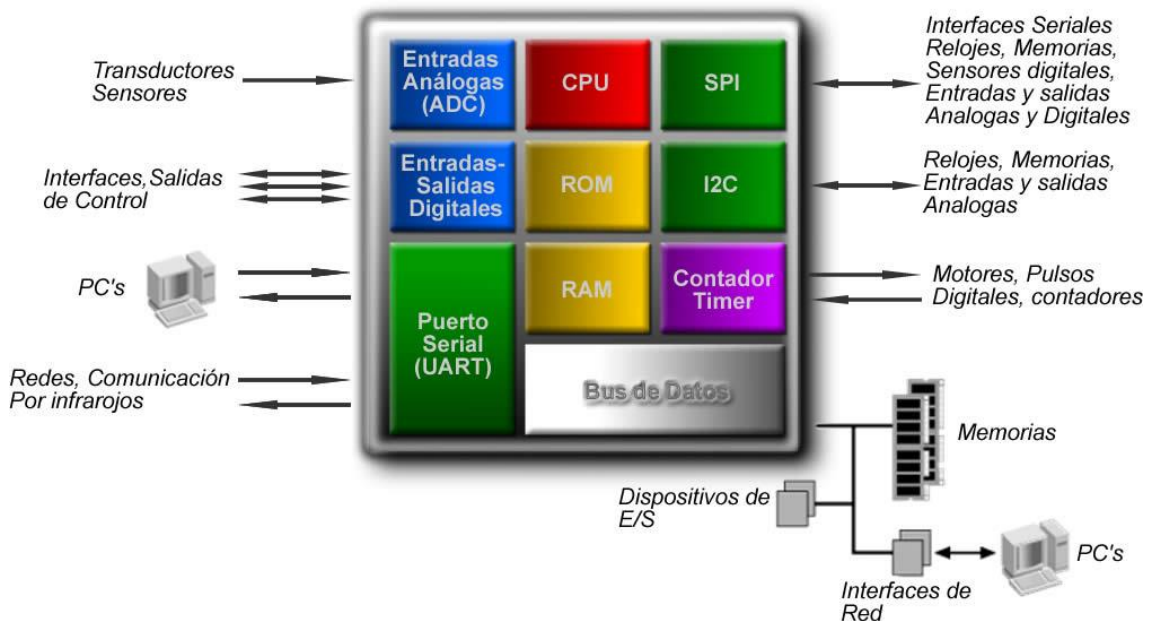 Transductores
Sensores
Interfaces,Salidas
de Control
PC's
Redes, Comunicación
Por infrarojos
Entradas
Análogas
(ADC)
CPU
SPI
Entradas-
Salidas
Digitales
ROM
I2C
Puerto
Serial
(UART)
RAM
Contador
Timer
Bus de Datos
Interfaces Seriales
Relojes, Memorias,
Sensores digitales,
Entradas y salidas
Analogas y Digitales
Relojes, Memorias,
Entradas y salidas
Analogas
Motores, Pulsos
Digitales, contadores
Memorias
Dispositivos de
E/S
PC's
Interfaces de
Red